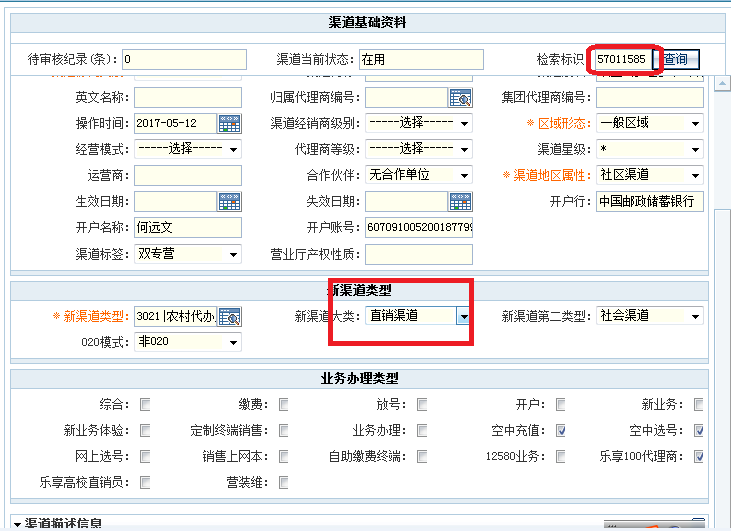 渠道基础资料
待审核纪录(条): 0 渠道当前状态: 在用 检索标识 57011585 查询
英文名称: 归属代理商编号: 集团代理商编号:
操作时间: 2017-05-12 渠道经销商级别: -----选择----- * 区域形态: 一般区域
经营模式: -----选择----- 代理商等级: -----选择----- 渠道星级: *
运营商: 合作伙伴: 无合作单位 * 渠道地区属性: 社区渠道
生效日期: 失效日期: 开户行: 中国邮政储蓄银行
开户名称: 何远文 开户账号: 607091005200187799
渠道标签: 双专营 营业厅产权性质:
新渠道类型
* 新渠道类型: 3021|农村代办 新渠道大类: 直销渠道 新渠道第二类型: 社会渠道
O2O模式: 非O2O
业务办理类型
综合: 缴费: 放号: 开户: 新业务:
新业务体验: 定制终端销售: 业务办理: 空中充值: 空中选号:
网上选号: 销售上网本: 自助缴费终端: 12580业务: 乐享100代理商:
乐享高校直销员: 营装维:
渠道描述信息